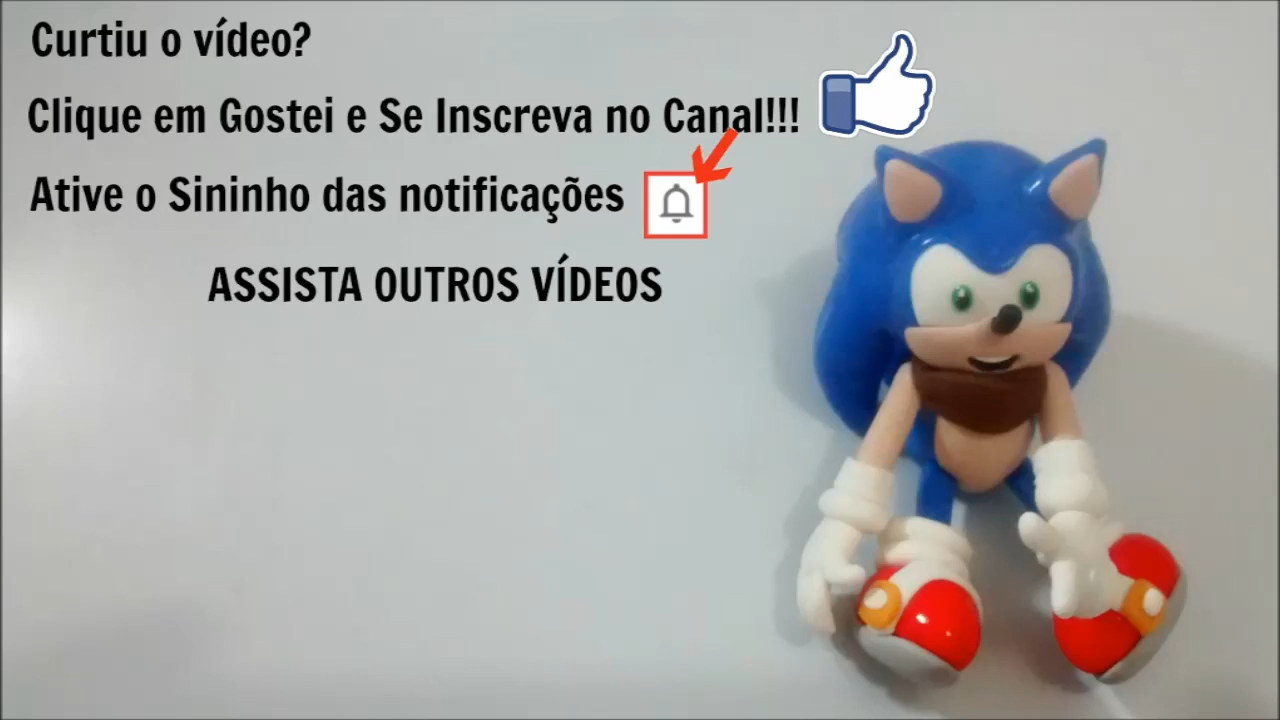 Curtiu o vídeo?
Clique em Gostei e Se Inscreva no Canal!!!
Ative o Sininho das notificações
ASSISTA OUTROS VÍDEOS